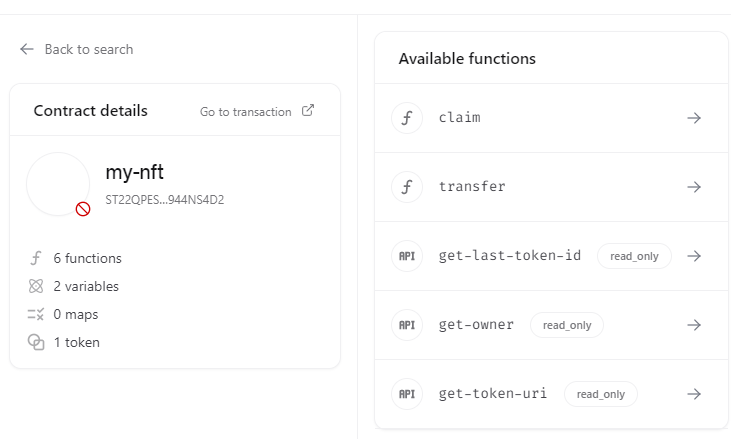 Back to search
Contract details
Go to transaction
my-nft
ST22QPES...944NS4D2
6 functions
2 variables
0 maps
1 token
Available functions
claim
transfer
API get-last-token-id read_only
API get-owner read_only
API get-token-uri read_only